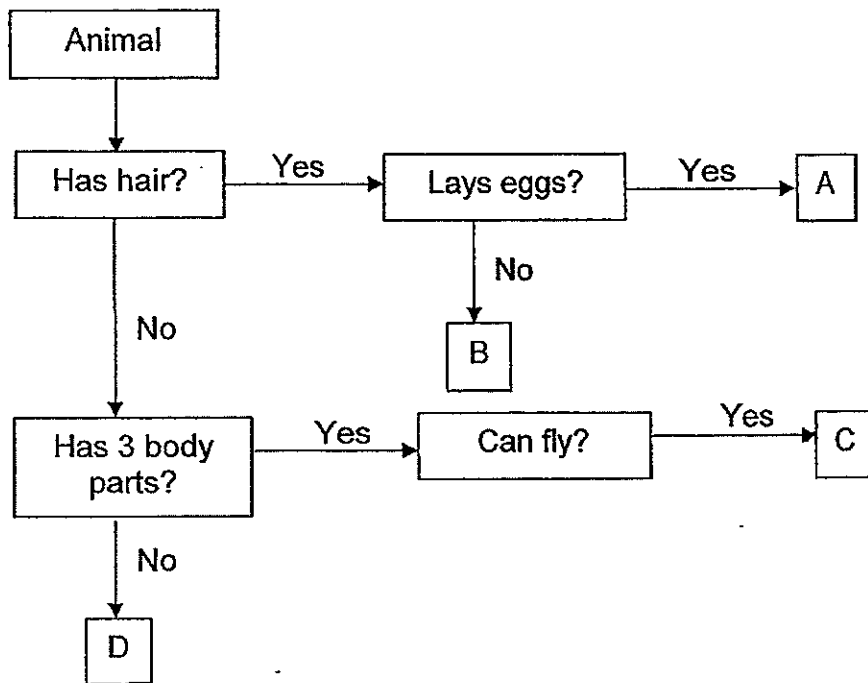 Animal
Has hair?
Yes
Lays eggs?
Yes
A
No
No
B
Has 3 body
parts?
Yes
Can fly?
Yes
C
No
D